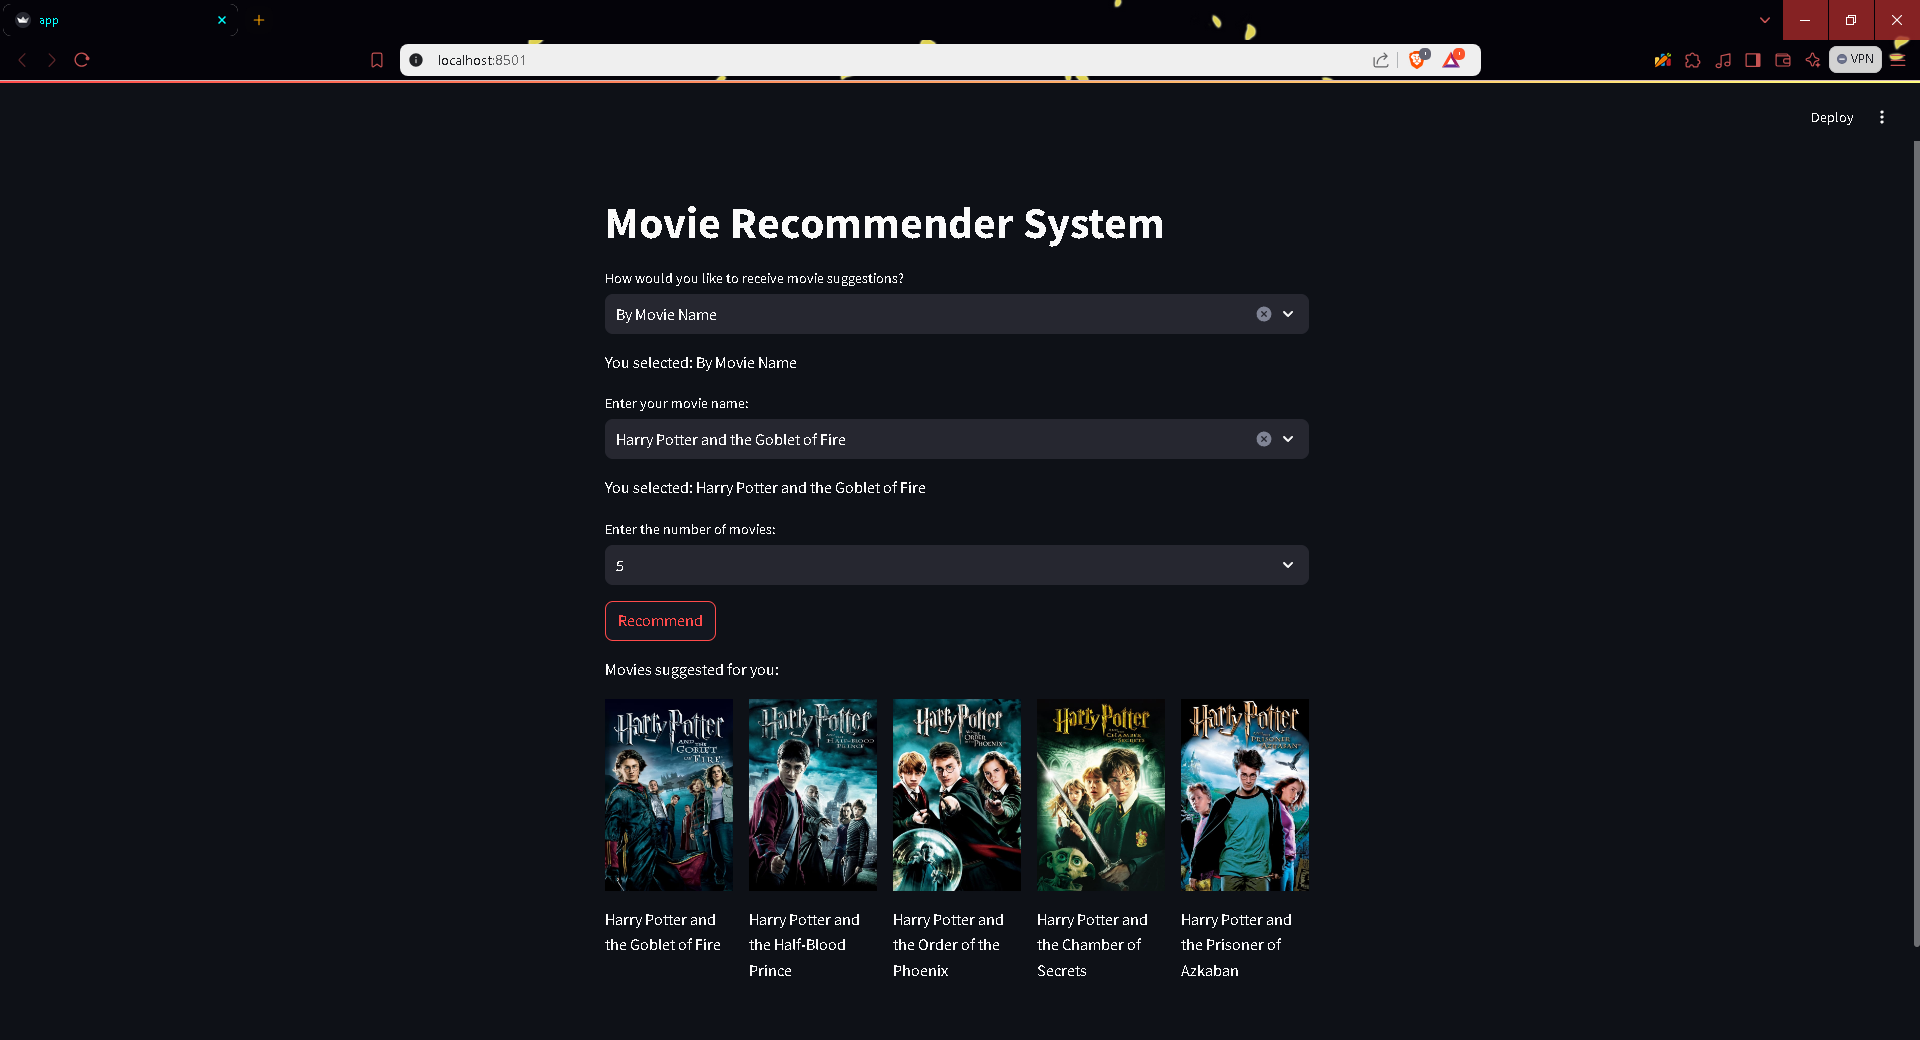 app
localhost:8501
VPN
Deploy
Movie Recommender System
How would you like to receive movie suggestions?
By Movie Name
You selected: By Movie Name
Enter your movie name:
Harry Potter and the Goblet of Fire
You selected: Harry Potter and the Goblet of Fire
Enter the number of movies:
5
Recommend
Movies suggested for you:
Harry Potter
AND THE
GOBLET
OF FIRE
Harry Potter
AND THE
HALF-BLOOD
PRINCE
Harry Potter
AND THE
ORDER
OF THE
PHOENIX
Harry Potter
AND THE
CHAMBER
OF SECRETS
Harry Potter
AND THE
PRISONER OF
AZKABAN
Harry Potter and
the Goblet of Fire
Harry Potter and
the Half-Blood
Prince
Harry Potter and
the Order of the
Phoenix
Harry Potter and
the Chamber of
Secrets
Harry Potter and
the Prisoner of
Azkaban